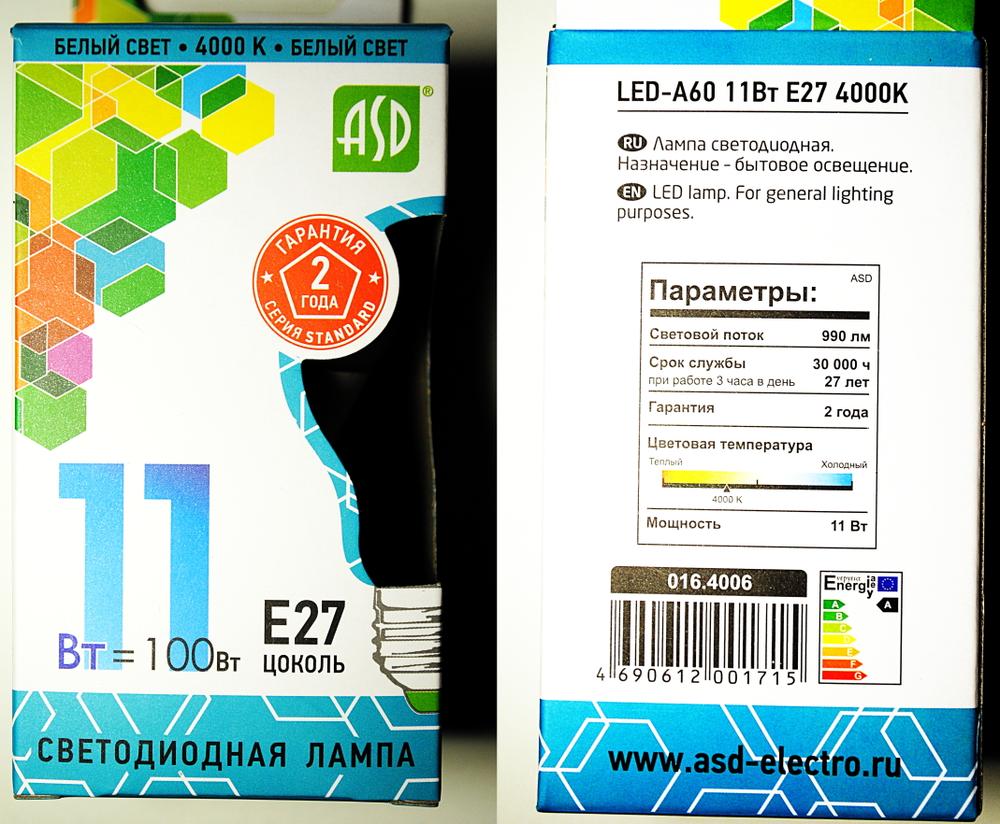 БЕЛЫЙ СВЕТ • 4000 К • БЕЛЫЙ СВЕТ
ASD®
ГАРАНТИЯ
2
ГОДА
СЕРИЯ STANDARD
11
Вт = 100Вт
E27
ЦОКОЛЬ
СВЕТОДИОДНАЯ ЛАМПА
LED-A60 11Вт E27 4000K
RU Лампа светодиодная.
Назначение – бытовое освещение.
EN LED lamp. For general lighting
purposes.
ASD
Параметры:
Световой поток 990 лм
Срок службы 30 000 ч
при работе 3 часа в день 27 лет
Гарантия 2 года
Цветовая температура
Теплый Холодный
4000 K
Мощность 11 Вт
016.4006
4 690612 001715
Energy
A A
B
C
D
E
F
G
www.asd-electro.ru